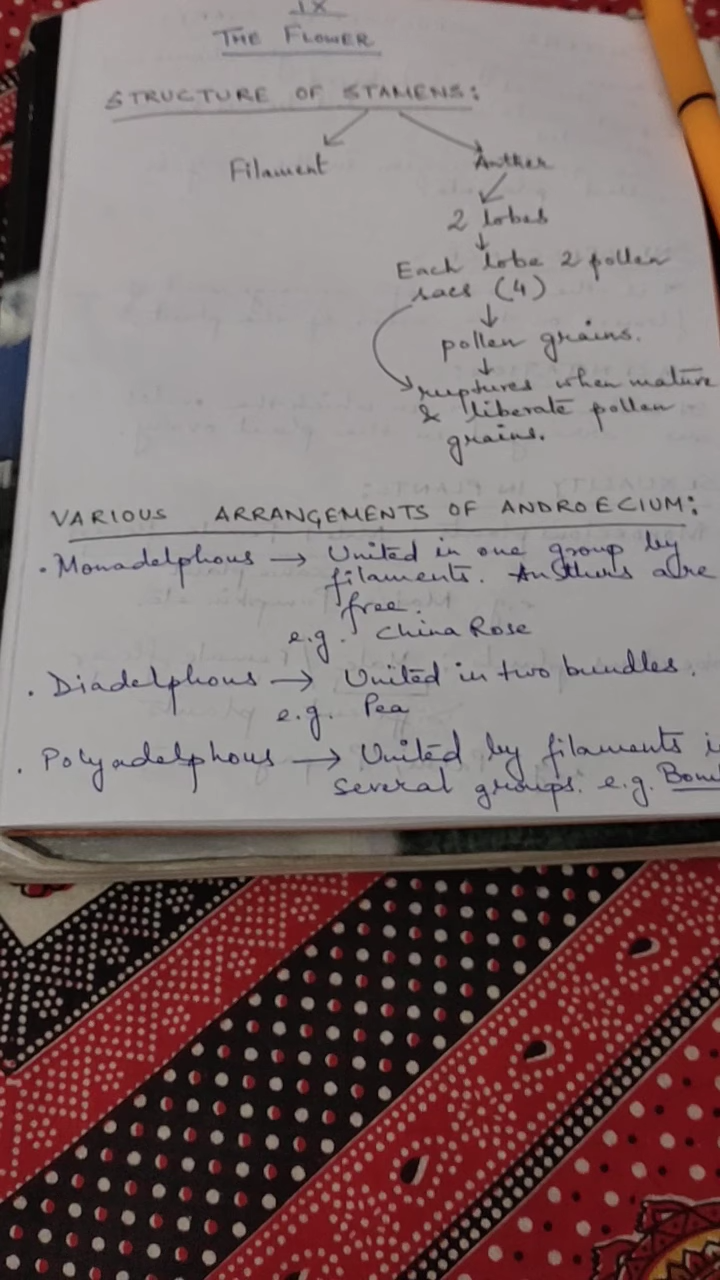 IX
THE FLOWER
STRUCTURE OF STAMENS:
Filament Anther
2 lobes
Each lobe 2 pollen
sacs (4)
pollen grains.
ruptures when mature
& liberate pollen
grains.
VARIOUS ARRANGEMENTS OF ANDROECIUM:
. Monadelphous → United in one group by
filaments. Anthers are
free.
e.g. China Rose
. Diadelphous → United in two bundles.
e.g. Pea
. Polyadelphous → United by filaments i
several groups. e.g.